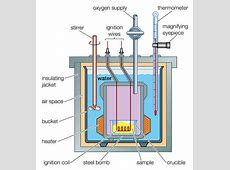 oxygen supply
thermometer
stirrer
ignition
wires
magnifying
eyepiece
insulating
jacket
water
air space
bucket
heater
ignition coil
steel bomb
sample
crucible